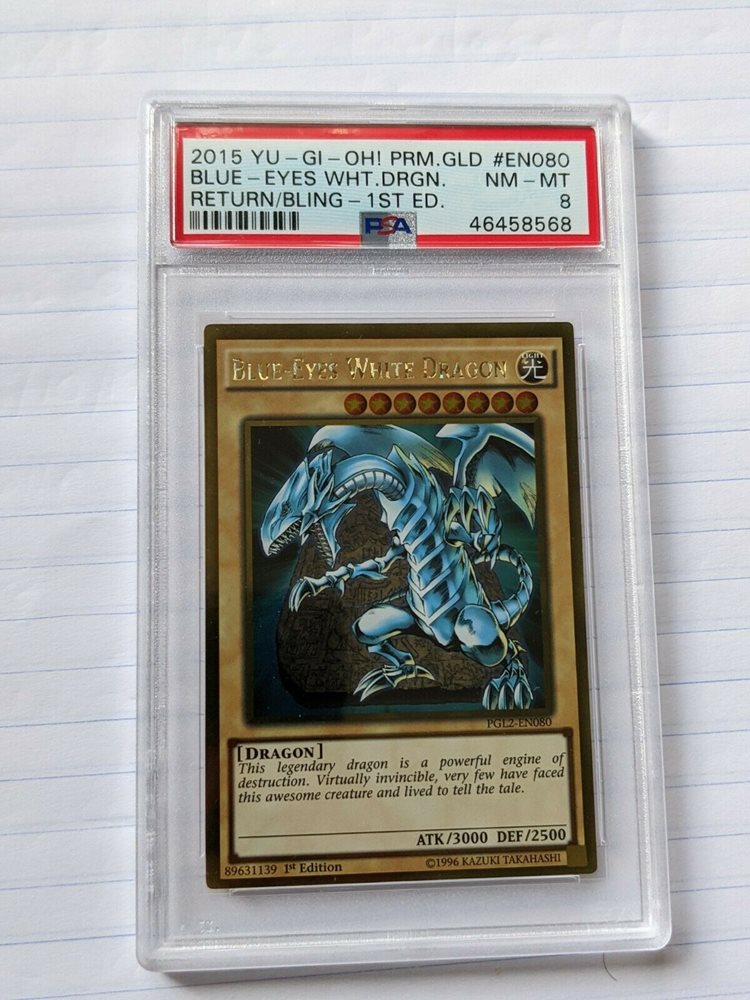 2015 YU-GI-OH! PRM.GLD #EN080
BLUE-EYES WHT.DRGN. NM-MT
RETURN/BLING-1ST ED. 8
PSA 46458568
BLUE-EYES WHITE DRAGON LIGHT 光
PGL2-EN080
[DRAGON]
This legendary dragon is a powerful engine of
destruction. Virtually invincible, very few have faced
this awesome creature and lived to tell the tale.
ATK/3000 DEF/2500
89631139 1st Edition ©1996 KAZUKI TAKAHASHI